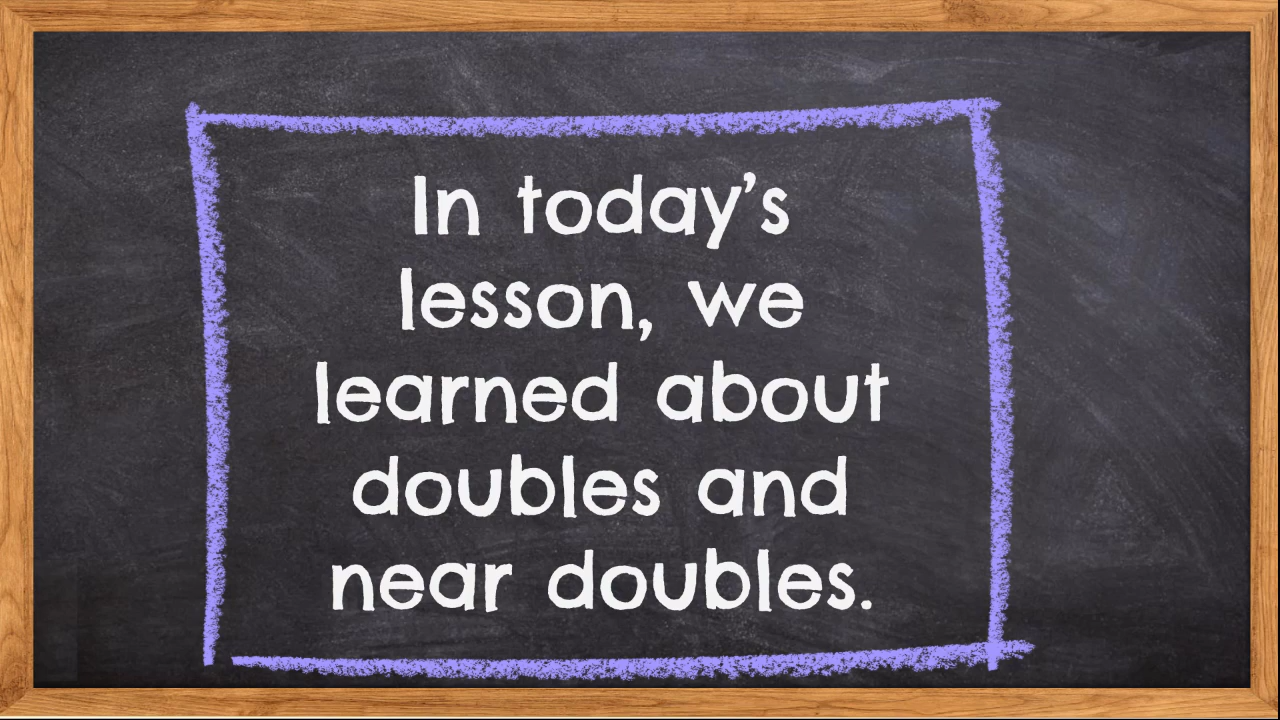 In today's
lesson, we
learned about
doubles and
near doubles.